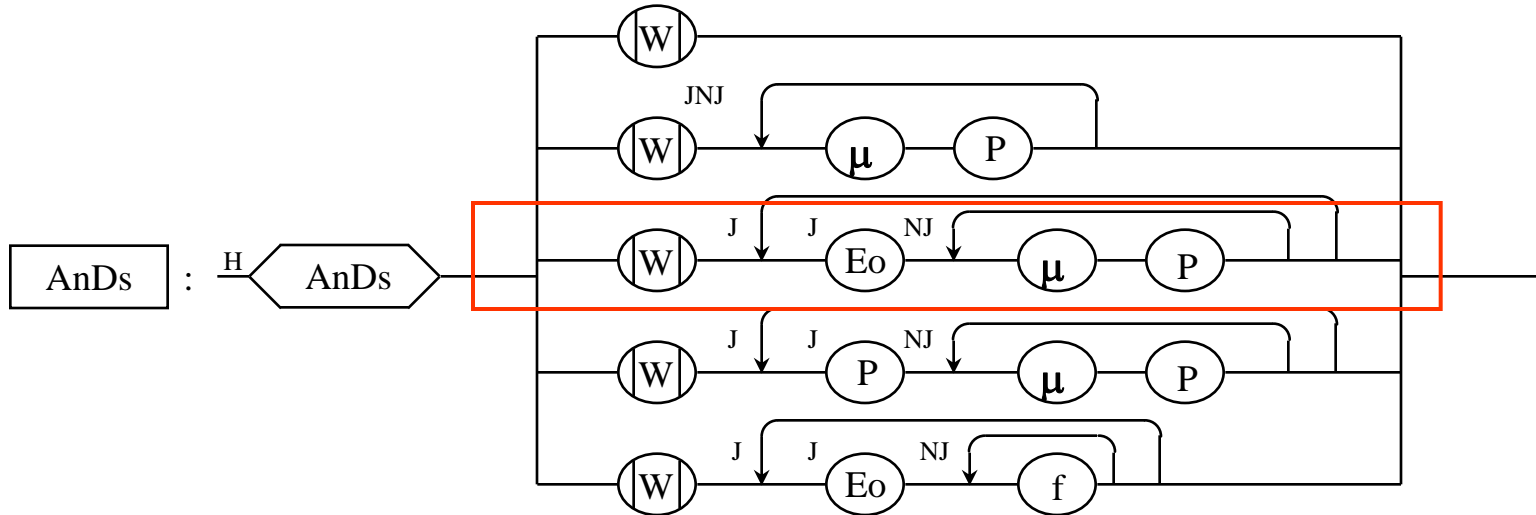 W
JNJ
W μ P
J J NJ
W Eo μ P
AnDs : H AnDs
J J NJ
W P μ P
J J NJ
W Eo f